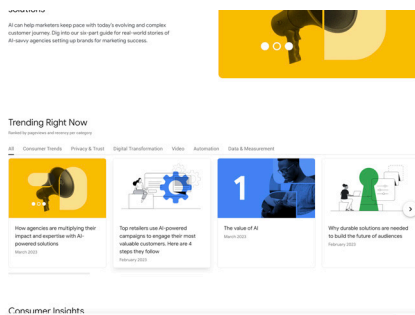 solutions
AI can help marketers keep pace with today's evolving and complex
customer journey. Dig into our six-part guide for real-world stories of
AI-savvy agencies setting up brands for marketing success.
Trending Right Now
Ranked by pageviews and recency per category
All Consumer Trends Privacy & Trust Digital Transformation Video Automation Data & Measurement
1
How agencies are multiplying their
impact and expertise with AI-
powered solutions
March 2023
Top retailers use AI-powered
campaigns to engage their most
valuable customers. Here are 4
steps they follow
February 2023
The value of AI
March 2023
Why durable solutions are needed
to build the future of audiences
February 2023
Consumer Insights